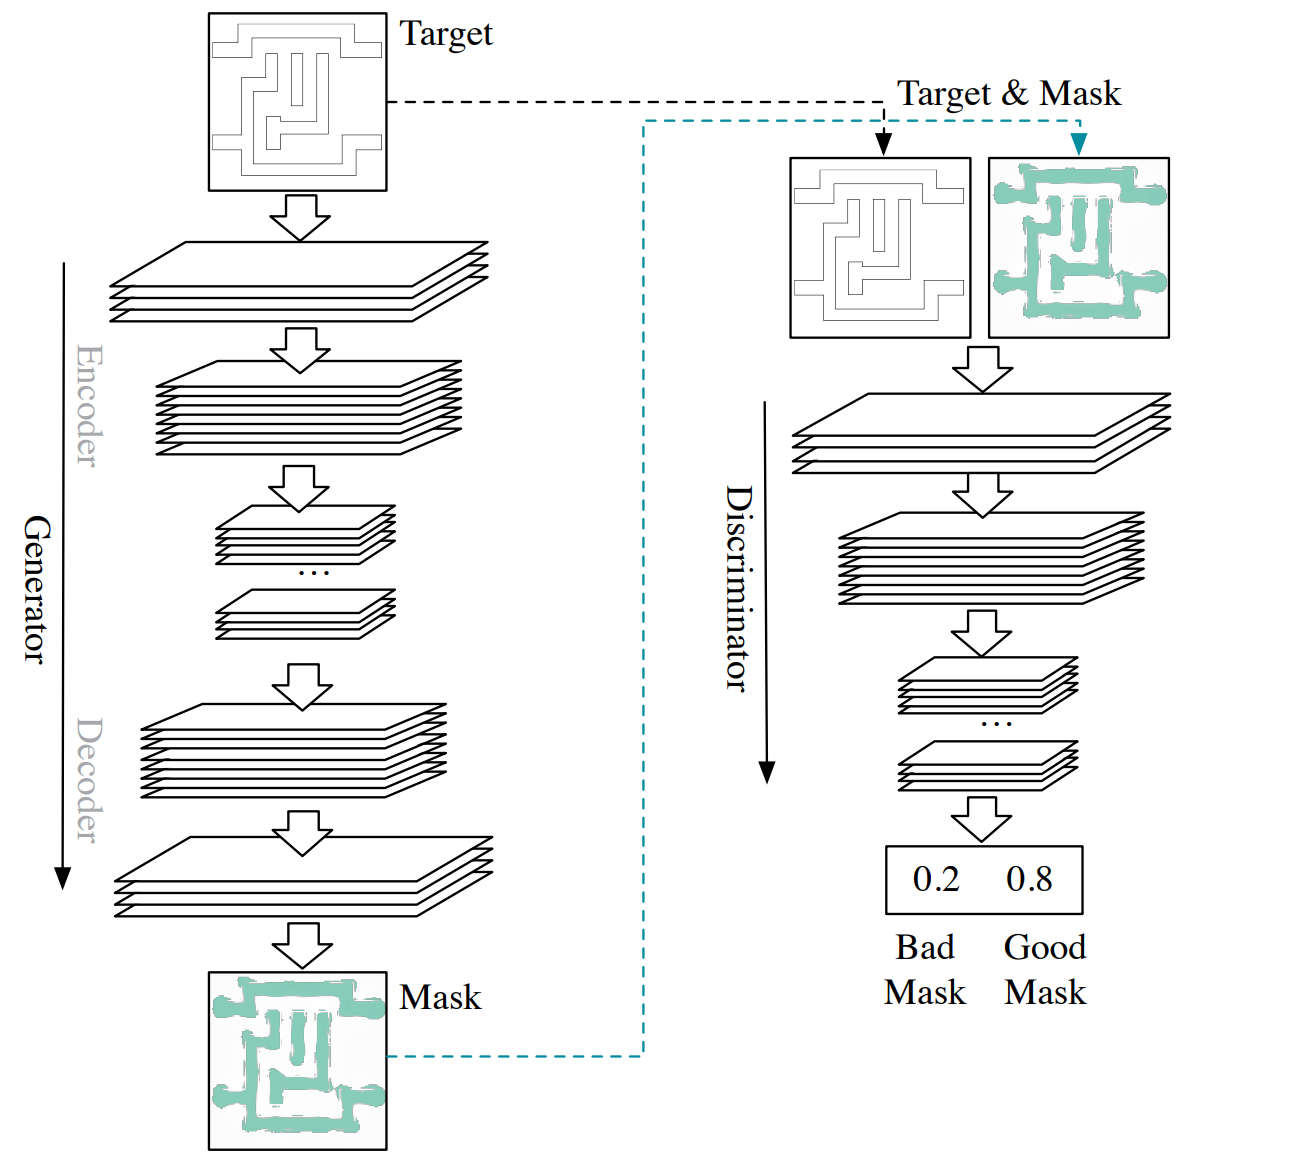 Target
Encoder
Generator
...
Decoder
Mask
Target & Mask
Discriminator
...
0.2 0.8
Bad Good
Mask Mask